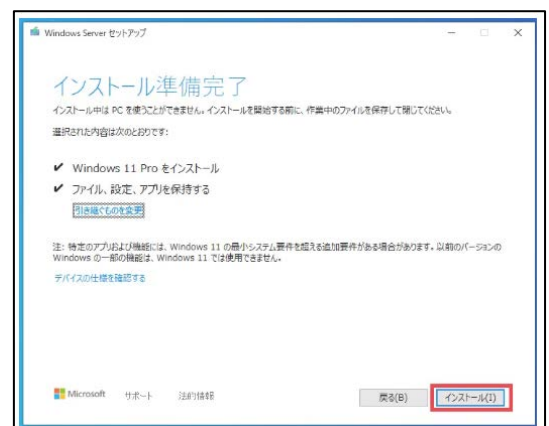 Windows Server セットアップ
インストール準備完了
インストール中は PC を使うことができません。インストールを開始する前に、作業中のファイルを保存して閉じてください。
選択された内容は次のとおりです:
✔ Windows 11 Pro をインストール
✔ ファイル、設定、アプリを保持する
引き継ぐものを変更
注: 特定のアプリおよび機能には、Windows 11 の最小システム要件を超える追加要件がある場合があります。以前のバージョンの
Windows の一部の機能は、Windows 11 では使用できません。
デバイスの仕様を確認する
Microsoft サポート 法的情報 戻る(B) インストール(I)